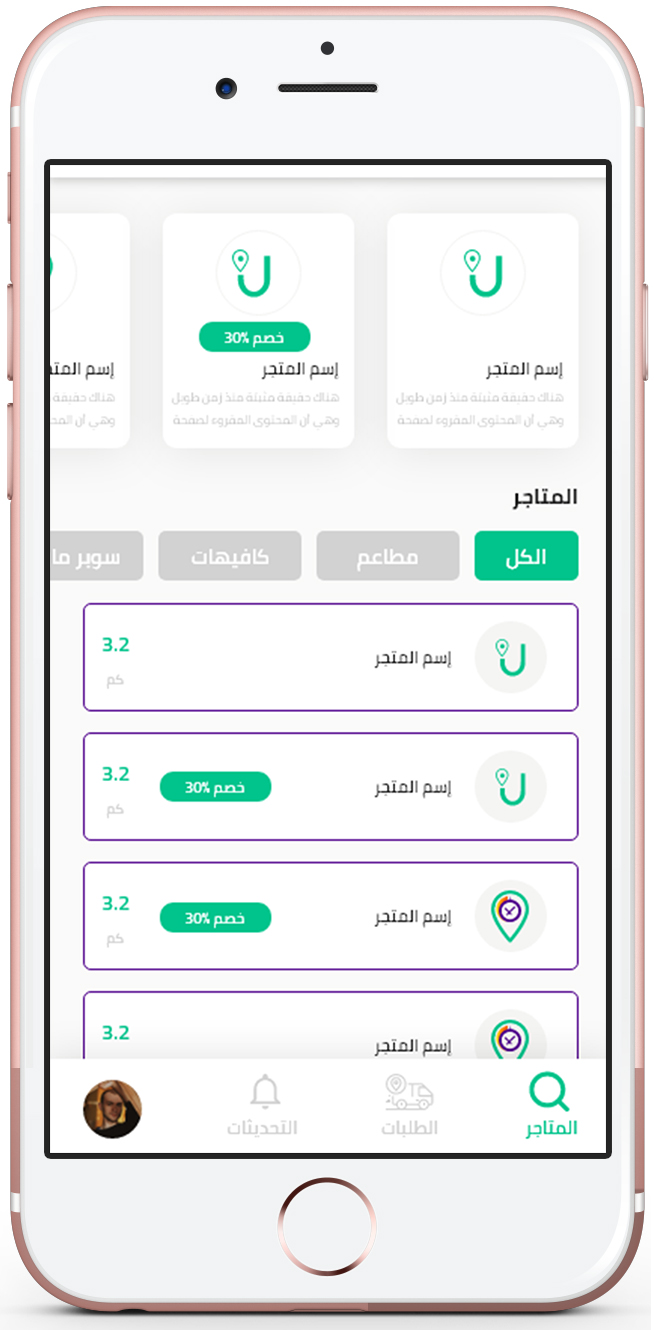 إسم المتجر
هناك حقيقة مثبتة منذ زمن طويل
وهي أن المحتوى المقروء لصفحة
خصم 30%
إسم المتجر
هناك حقيقة مثبتة منذ زمن طويل
وهي أن المحتوى المقروء لصفحة
إسم المتج
هناك حقيقة
وهي أن المح
المتاجر
الكل
مطاعم
كافيهات
سوبر ما
إسم المتجر
3.2
كم
إسم المتجر
خصم 30%
3.2
كم
إسم المتجر
خصم 30%
3.2
كم
إسم المتجر
3.2
المتاجر
الطلبات
التحديثات